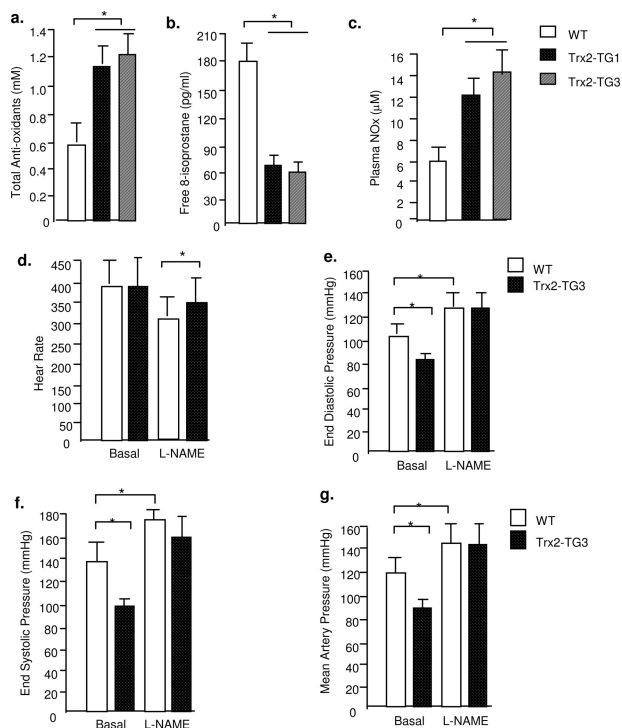 a.
*
1.4
1.2
1
0.8
0.6
0.4
0.2
0
Total Anti-oxidants (mM)
b.
*
210
180
150
120
90
60
30
0
Free 8-isoprostane (pg/ml)
c.
*
16
14
12
10
8
6
4
2
0
Plasma NOx (µM)
WT
Trx2-TG1
Trx2-TG3
d.
*
450
400
350
300
250
200
150
100
50
0
Hear Rate
Basal L-NAME
e.
*
*
160
140
120
100
80
60
40
20
0
End Diastolic Pressure (mmHg)
Basal L-NAME
WT
Trx2-TG3
f.
*
*
180
160
140
120
100
80
60
40
20
0
End Systolic Pressure (mmHg)
Basal L-NAME
g.
*
*
180
160
140
120
100
80
60
40
20
0
Mean Artery Pressure (mmHg)
Basal L-NAME
WT
Trx2-TG3